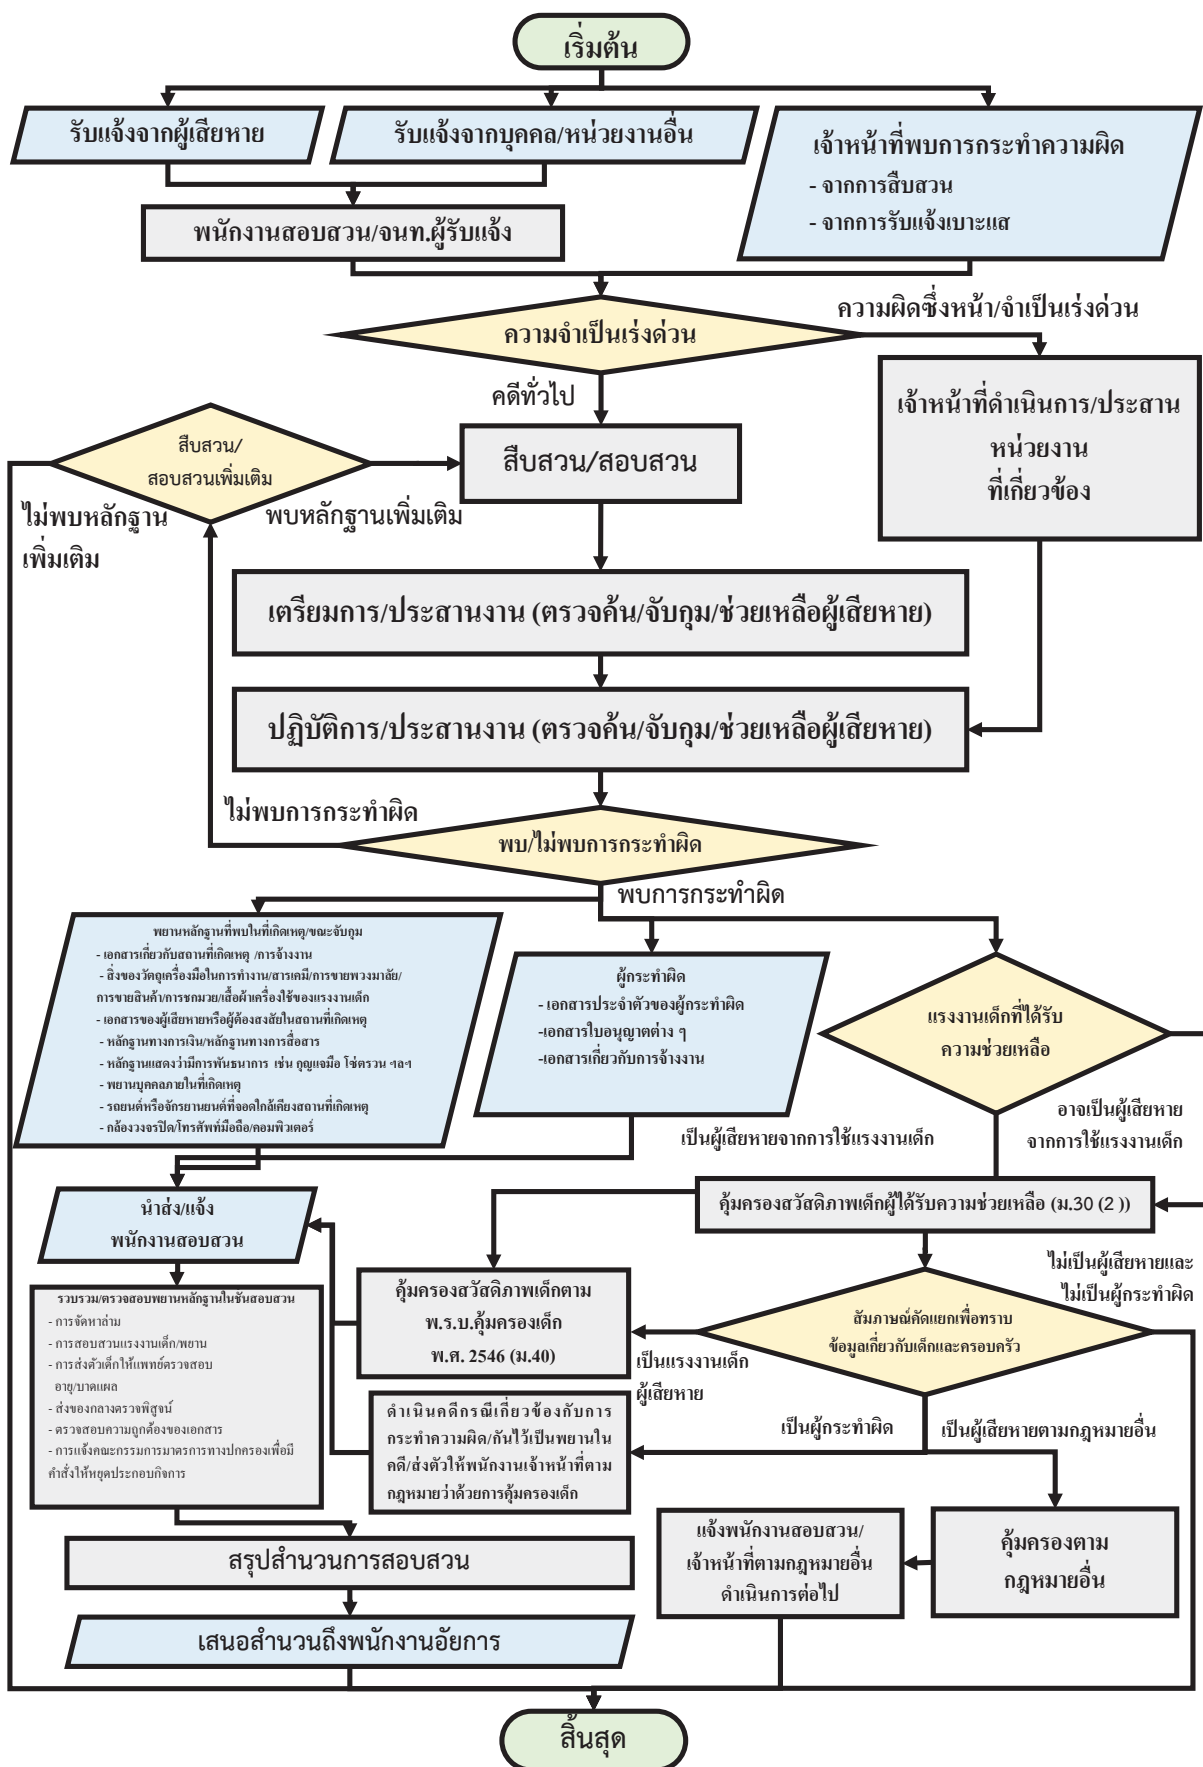 เริ่มต้น
รับแจ้งจากผู้เสียหาย
รับแจ้งจากบุคคล/หน่วยงานอื่น
เจ้าหน้าที่พบการกระทำความผิด
- จากการสืบสวน
- จากการรับแจ้งเบาะแส
พนักงานสอบสวน/จนท.ผู้รับแจ้ง
ความจำเป็นเร่งด่วน
ความผิดซึ่งหน้า/จำเป็นเร่งด่วน
คดีทั่วไป
เจ้าหน้าที่ดำเนินการ/ประสาน
หน่วยงาน
ที่เกี่ยวข้อง
สืบสวน/
สอบสวนเพิ่มเติม
สืบสวน/สอบสวน
ไม่พบหลักฐาน
เพิ่มเติม
พบหลักฐานเพิ่มเติม
เตรียมการ/ประสานงาน (ตรวจค้น/จับกุม/ช่วยเหลือผู้เสียหาย)
ปฏิบัติการ/ประสานงาน (ตรวจค้น/จับกุม/ช่วยเหลือผู้เสียหาย)
ไม่พบการกระทำผิด
พบ/ไม่พบการกระทำผิด
พบการกระทำผิด
พยานหลักฐานที่พบในที่เกิดเหตุ/ขณะจับกุม
- เอกสารเกี่ยวกับสถานที่เกิดเหตุ /การจ้างงาน
- สิ่งของวัตถุเครื่องมือในการทำงาน/สารเคมี/การขายพวงมาลัย/
การขายสินค้า/การชกมวย/เสื้อผ้าเครื่องใช้ของแรงงานเด็ก
- เอกสารของผู้เสียหายหรือผู้ต้องสงสัยในสถานที่เกิดเหตุ
- หลักฐานทางการเงิน/หลักฐานทางการสื่อสาร
- หลักฐานแสดงว่ามีการพันธนาการ เช่น กุญแจมือ โซ่ตรวน ฯลฯ
- พยานบุคคลภายในที่เกิดเหตุ
- รถยนต์หรือจักรยานยนต์ที่จอดใกล้เคียงสถานที่เกิดเหตุ
- กล้องวงจรปิด/โทรศัพท์มือถือ/คอมพิวเตอร์
ผู้กระทำผิด
- เอกสารประจำตัวของผู้กระทำผิด
-เอกสารใบอนุญาตต่าง ๆ
-เอกสารเกี่ยวกับการจ้างงาน
แรงงานเด็กที่ได้รับ
ความช่วยเหลือ
อาจเป็นผู้เสียหาย
จากการใช้แรงงานเด็ก
เป็นผู้เสียหายจากการใช้แรงงานเด็ก
นำส่ง/แจ้ง
พนักงานสอบสวน
คุ้มครองสวัสดิภาพเด็กผู้ได้รับความช่วยเหลือ (ม.30 (2 ))
ไม่เป็นผู้เสียหายและ
ไม่เป็นผู้กระทำผิด
คุ้มครองสวัสดิภาพเด็กตาม
พ.ร.บ.คุ้มครองเด็ก
พ.ศ. 2546 (ม.40)
สัมภาษณ์คัดแยกเพื่อทราบ
ข้อมูลเกี่ยวกับเด็กและครอบครัว
รวบรวม/ตรวจสอบพยานหลักฐานในชั้นสอบสวน
- การจัดหาล่าม
- การสอบสวนแรงงานเด็ก/พยาน
- การส่งตัวเด็กให้แพทย์ตรวจสอบ
อายุ/บาดแผล
- ส่งของกลางตรวจพิสูจน์
- ตรวจสอบความถูกต้องของเอกสาร
- การแจ้งคณะกรรมการมาตรการทางปกครองเพื่อมี
คำสั่งให้หยุดประกอบกิจการ
เป็นแรงงานเด็ก
ผู้เสียหาย
ดำเนินคดีกรณีเกี่ยวข้องกับการ
กระทำความผิด/กันไว้เป็นพยานใน
คดี/ส่งตัวให้พนักงานเจ้าหน้าที่ตาม
กฎหมายว่าด้วยการคุ้มครองเด็ก
เป็นผู้กระทำผิด
เป็นผู้เสียหายตามกฎหมายอื่น
แจ้งพนักงานสอบสวน/
เจ้าหน้าที่ตามกฎหมายอื่น
ดำเนินการต่อไป
คุ้มครองตาม
กฎหมายอื่น
สรุปสำนวนการสอบสวน
เสนอสำนวนถึงพนักงานอัยการ
สิ้นสุด